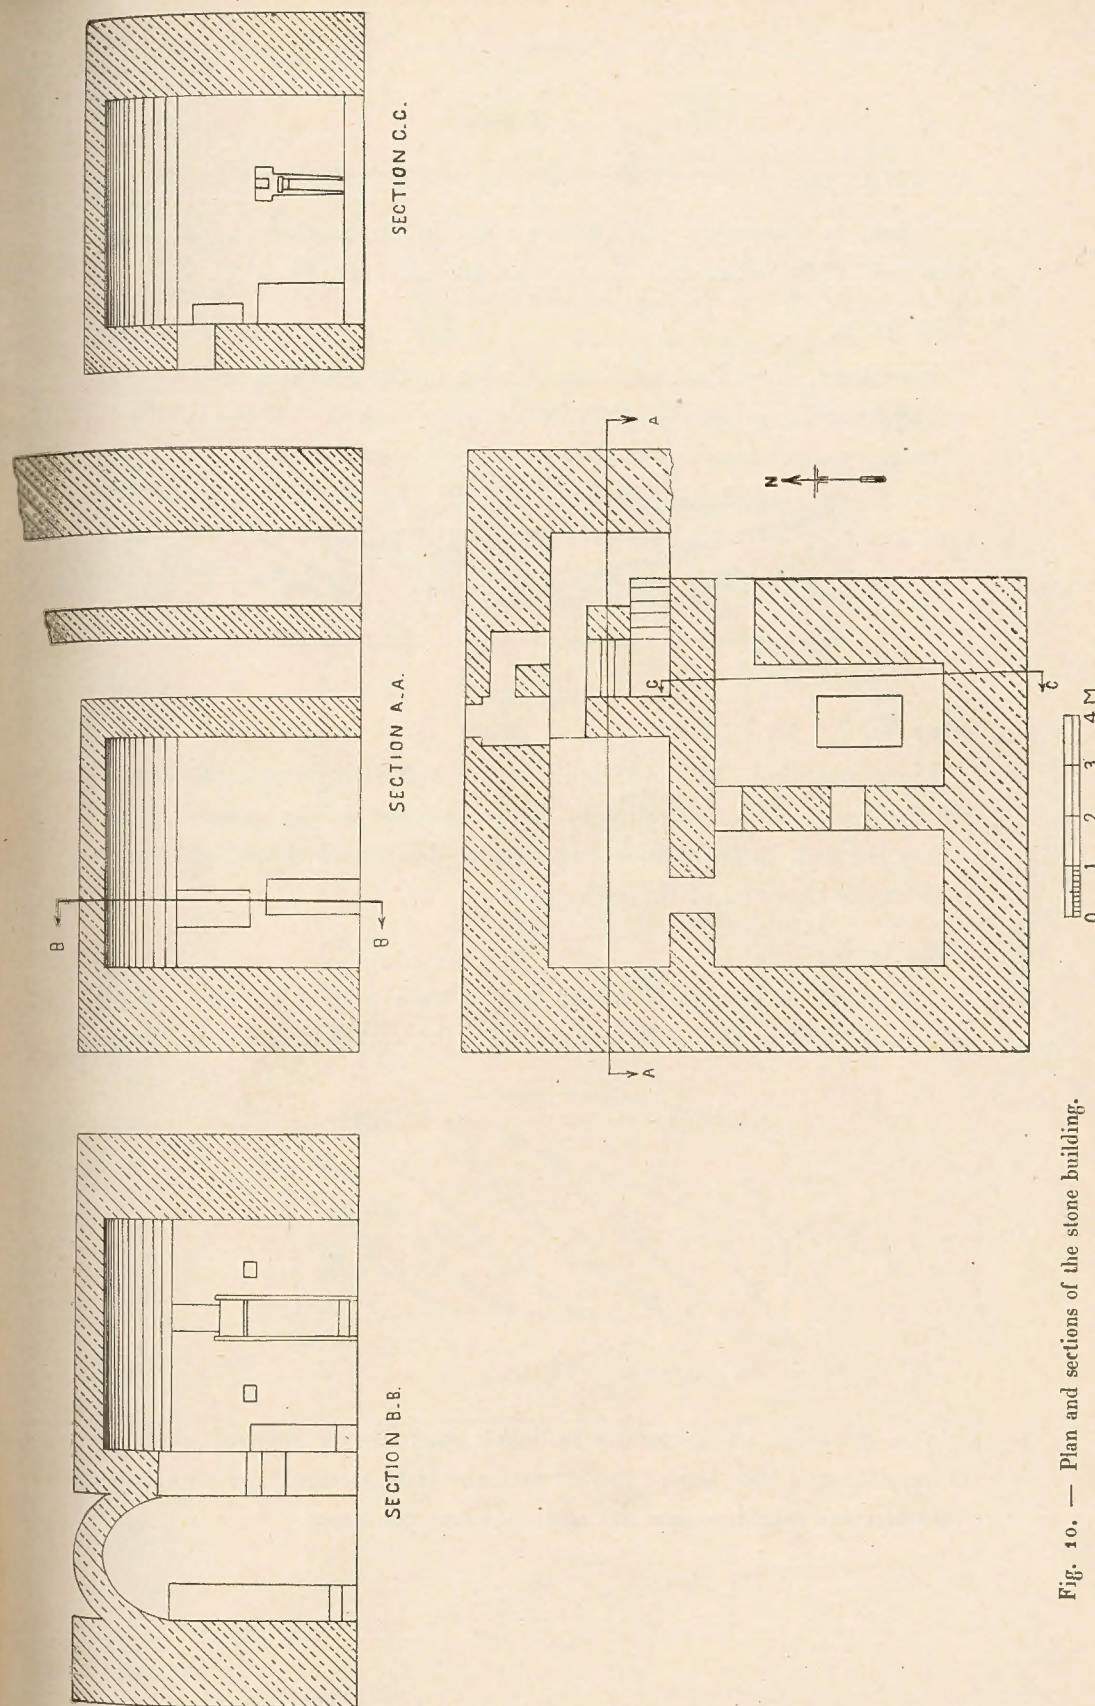 SECTION B-B.
B
B
SECTION A.A.
SECTION C.C.
A
A
C
C
N
0 1 2 3 4 M
Fig. 10. — Plan and sections of the stone building.